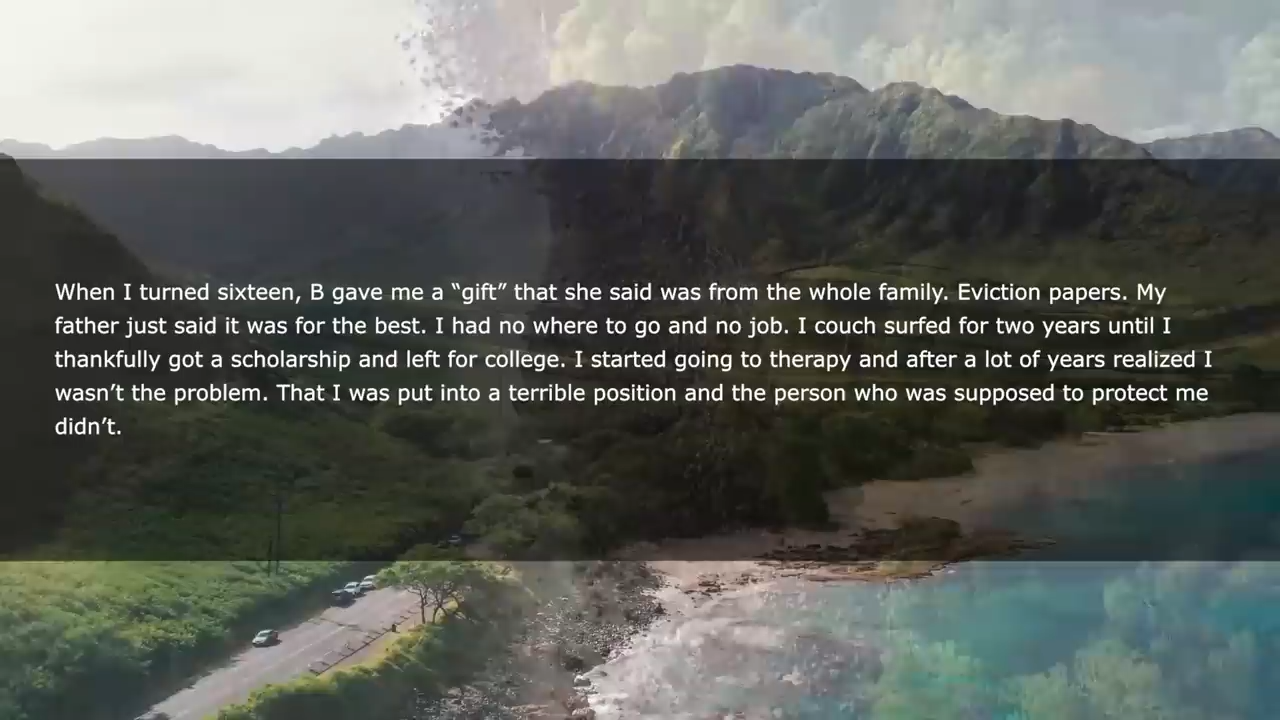 When I turned sixteen, B gave me a “gift” that she said was from the whole family. Eviction papers. My
father just said it was for the best. I had no where to go and no job. I couch surfed for two years until I
thankfully got a scholarship and left for college. I started going to therapy and after a lot of years realized I
wasn’t the problem. That I was put into a terrible position and the person who was supposed to protect me
didn’t.